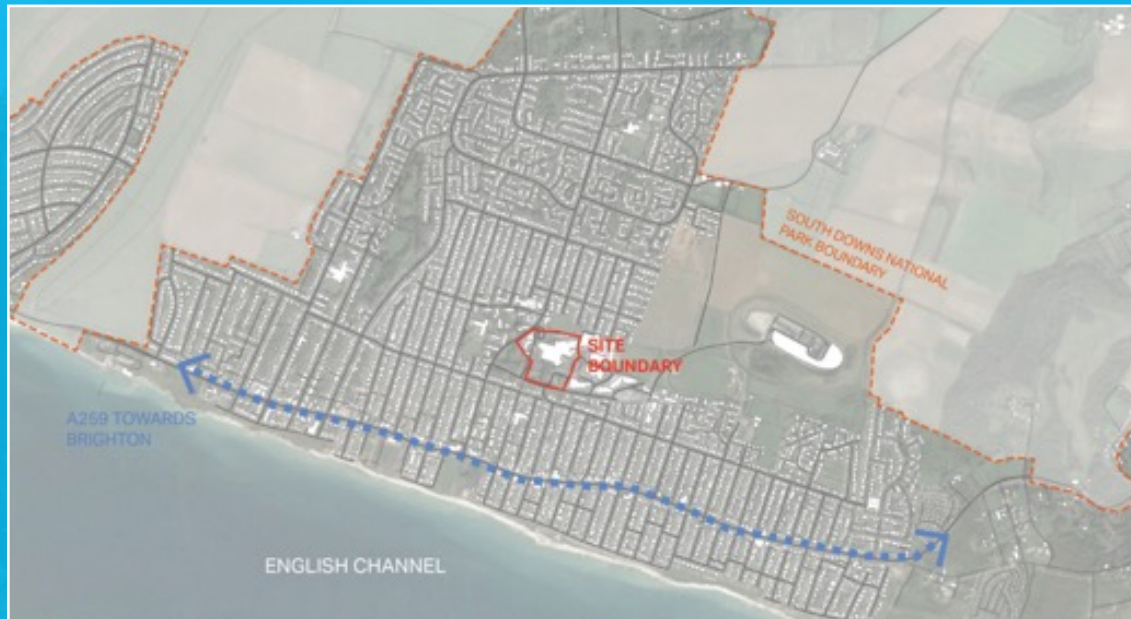 SOUTH DOWNS NATIONAL
PARK BOUNDARY
SITE
BOUNDARY
A259 TOWARDS
BRIGHTON
ENGLISH CHANNEL